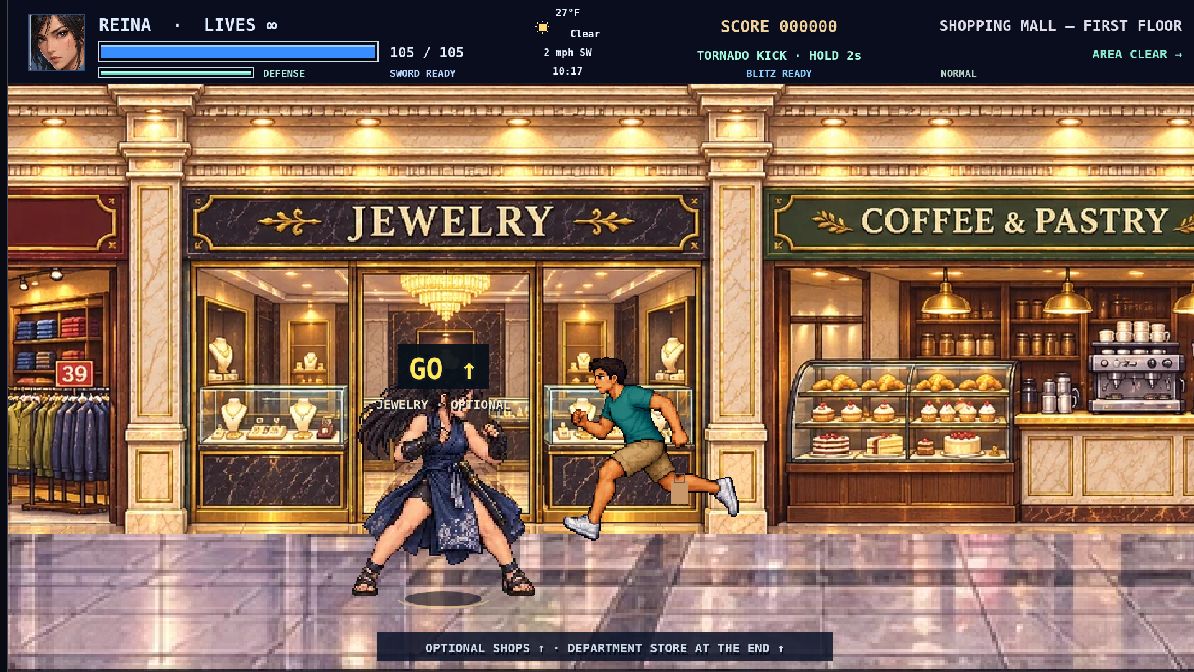 REINA · LIVES ∞
105 / 105
DEFENSE
SWORD READY
27°F
Clear
2 mph SW
10:17
SCORE 000000
TORNADO KICK · HOLD 2s
BLITZ READY
SHOPPING MALL — FIRST FLOOR
AREA CLEAR →
NORMAL
JEWELRY
COFFEE & PASTRY
39
GO ↑
JEWELRY OPTIONAL
OPTIONAL SHOPS ↑ · DEPARTMENT STORE AT THE END ↑